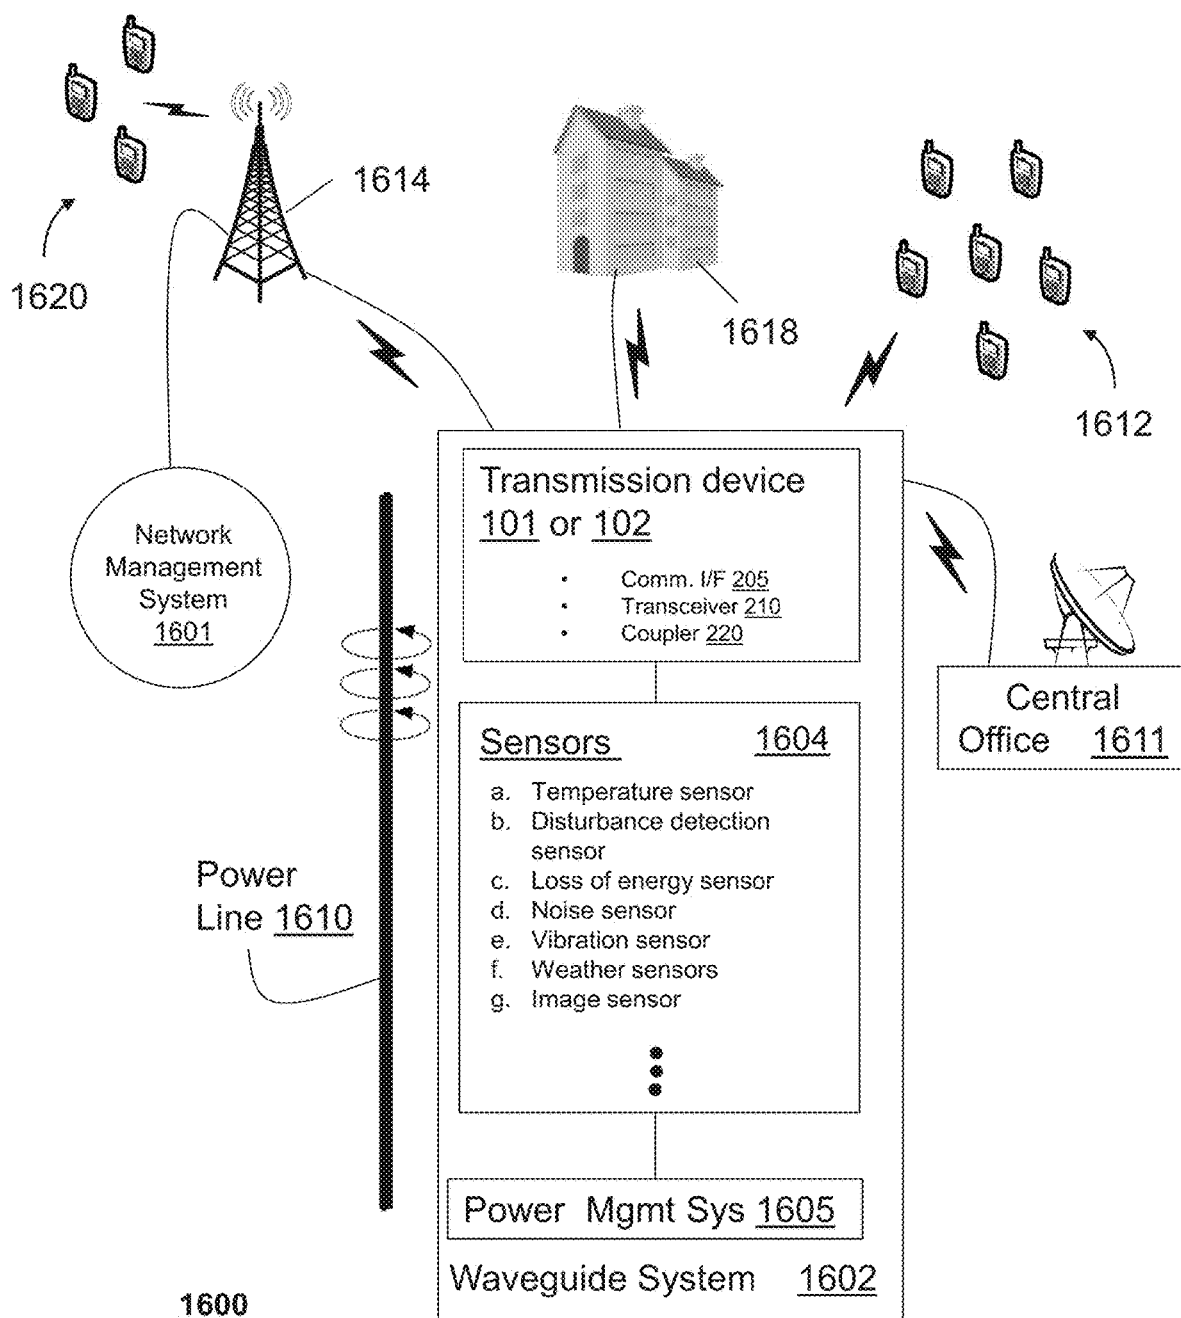 1614
1620
1618
1612
Network
Management
System
1601
Transmission device
101 or 102
• Comm. I/F 205
• Transceiver 210
• Coupler 220
Central
Office 1611
Sensors 1604
a. Temperature sensor
b. Disturbance detection
sensor
c. Loss of energy sensor
d. Noise sensor
e. Vibration sensor
f. Weather sensors
g. Image sensor
Power
Line 1610
Power Mgmt Sys 1605
Waveguide System 1602
1600